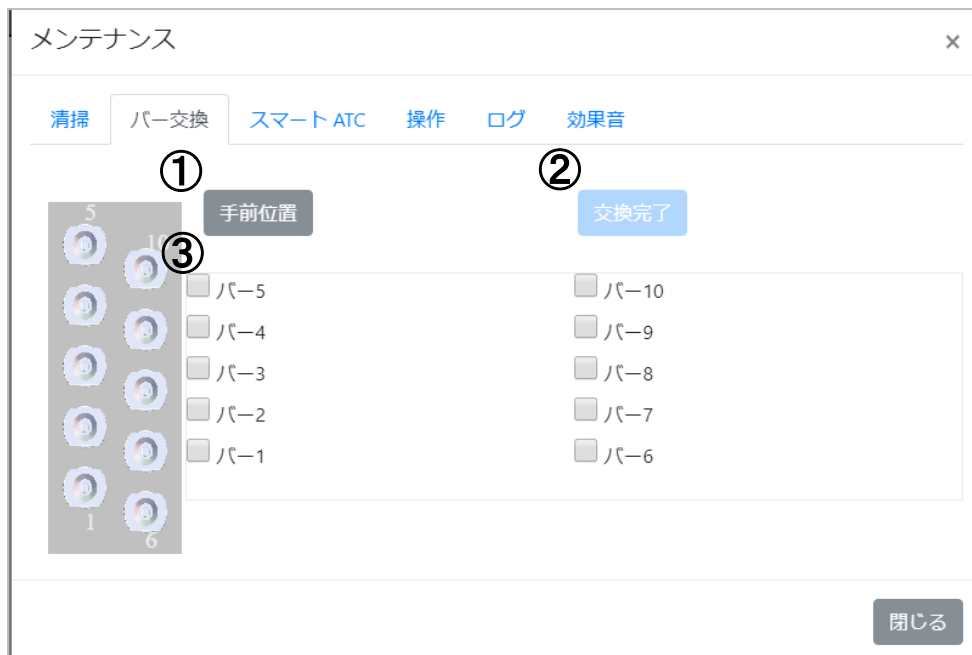 メンテナンス
×
清掃 バー交換 スマート ATC 操作 ログ 効果音
① ②
手前位置 交換完了
5
10
③
バー5 バー10
バー4 バー9
バー3 バー8
バー2 バー7
バー1 バー6
1
6
閉じる